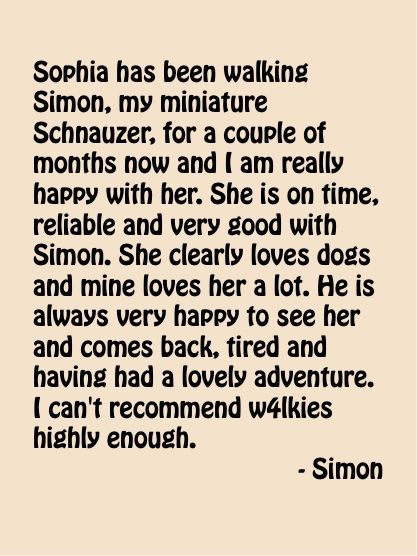 Sophia has been walking
Simon, my miniature
Schnauzer, for a couple of
months now and I am really
happy with her. She is on time,
reliable and very good with
Simon. She clearly loves dogs
and mine loves her a lot. He is
always very happy to see her
and comes back, tired and
having had a lovely adventure.
I can't recommend w4lkies
highly enough.
- Simon